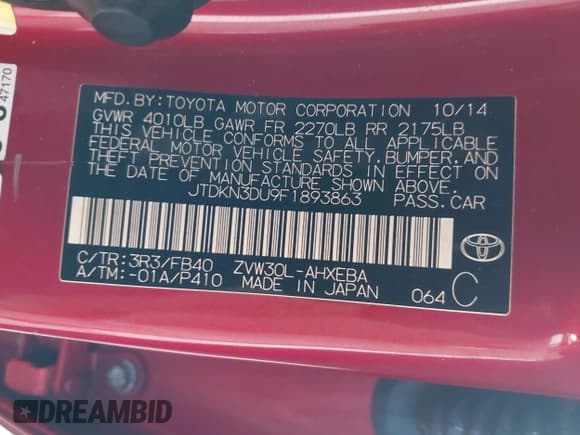 47170
MFD.BY:TOYOTA MOTOR CORPORATION 10/14
GVWR 4010LB GAWR FR 2270LB RR 2175LB
THIS VEHICLE CONFORMS TO ALL APPLICABLE
FEDERAL MOTOR VEHICLE SAFETY, BUMPER, AND
THEFT PREVENTION STANDARDS IN EFFECT ON
THE DATE OF MANUFACTURE SHOWN ABOVE.
JTDKN3DU9F1893863 PASS.CAR
C/TR:3R3/FB40 ZVW30L-AHXEBA
A/TM:-01A/P410 MADE IN JAPAN 064 C
TOYOTA
DREAMBID